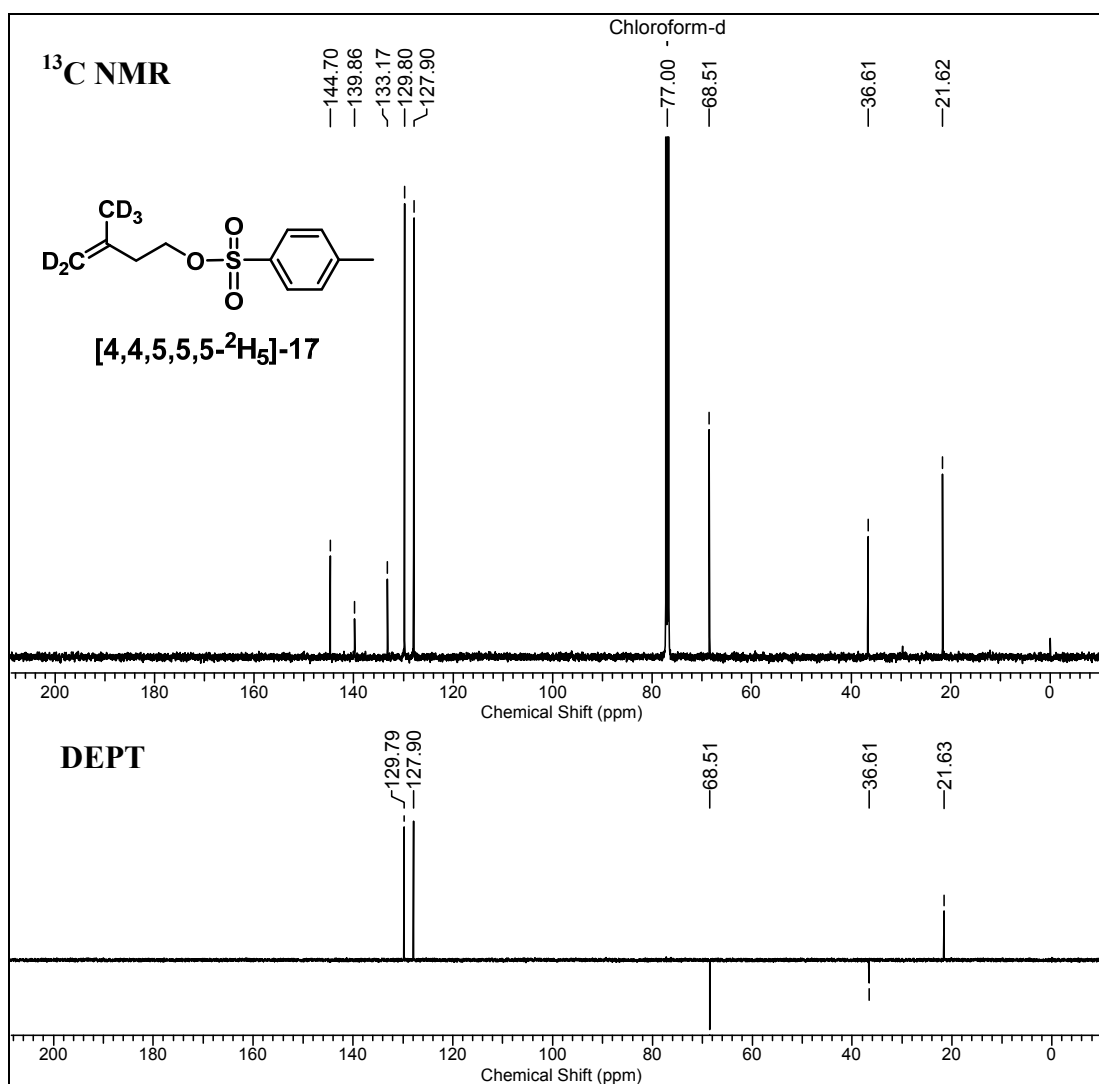 Chloroform-d
¹³C NMR
144.70
139.86
133.17
129.80
127.90
77.00
68.51
36.61
21.62
CD₃
D₂
O
S
O
O
[4,4,5,5,5-²H₅]-17
200 180 160 140 120 100 80 60 40 20 0
Chemical Shift (ppm)
DEPT
129.79
127.90
68.51
36.61
21.63
200 180 160 140 120 100 80 60 40 20 0
Chemical Shift (ppm)